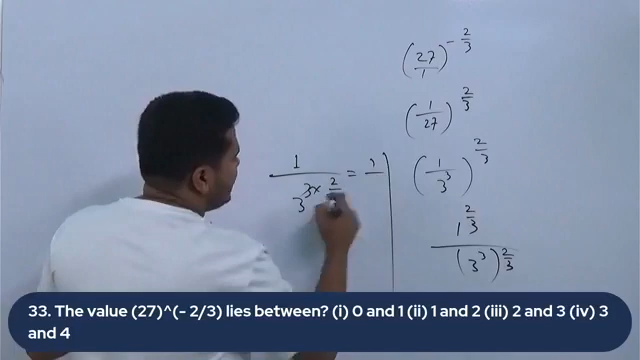 (27/1)^-2/3
(1/27)^2/3
(1/3^3)^2/3
1^2/3 / (3^3)^2/3
1 / 3^3×2/3 = 1
33. The value (27)^(- 2/3) lies between? (i) 0 and 1 (ii) 1 and 2 (iii) 2 and 3 (iv) 3
and 4